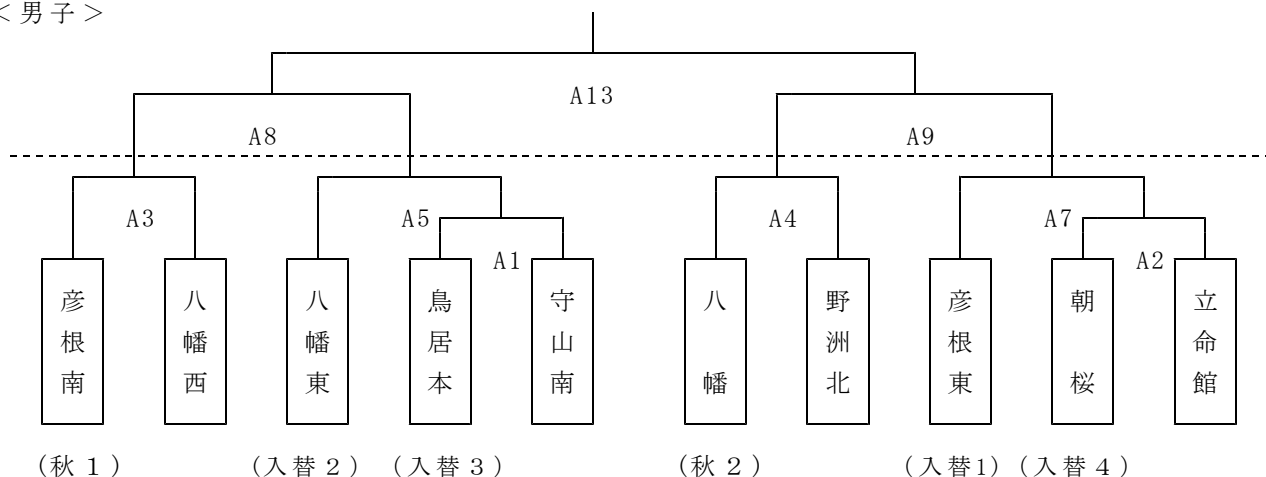 <男子>
A13
A8
A9
A3
A5
A4
A7
A1
A2
彦根南
八幡西
八幡東
鳥居本
守山南
八幡
野洲北
彦根東
朝桜
立命館
(秋1)
(入替2)
(入替3)
(秋2)
(入替1)
(入替4)